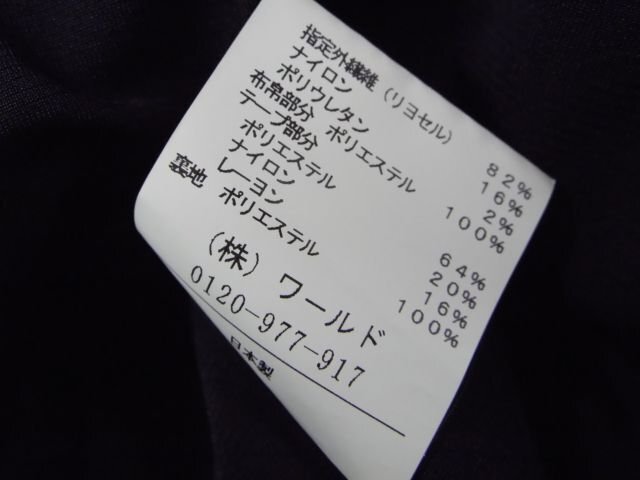 指定外繊維(リヨセル) 82%
ナイロン 16%
ポリウレタン 2%
布帛部分 ポリエステル 100%
テープ部分
ポリエステル 64%
ナイロン 20%
レーヨン 16%
裏地 ポリエステル 100%
(株)ワールド
0120-977-917
日本製